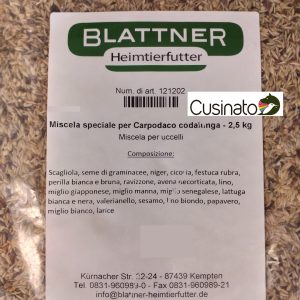 BLATTNER
Heimtierfutter
Num. di art. 121202
Cusinato
Miscela speciale per Carpodaco codalunga - 2,5 kg
Miscela per uccelli
Composizione:
Scagliola, seme di graminacee, niger, cicoria, festuca rubra,
perilla bianca e bruna, ravizzone, avena decorticata, lino,
miglio giapponese, miglio manna, miglio senegalese, lattuga
bianca e nera, valerianello, sesamo, lino biondo, papavero,
miglio bianco, larice
Kürnacher Str. 22-24 - 87439 Kempten
Tel. 0831-960989-0 - Fax 0831-960989-21
info@blattner-heimtierfutter.de